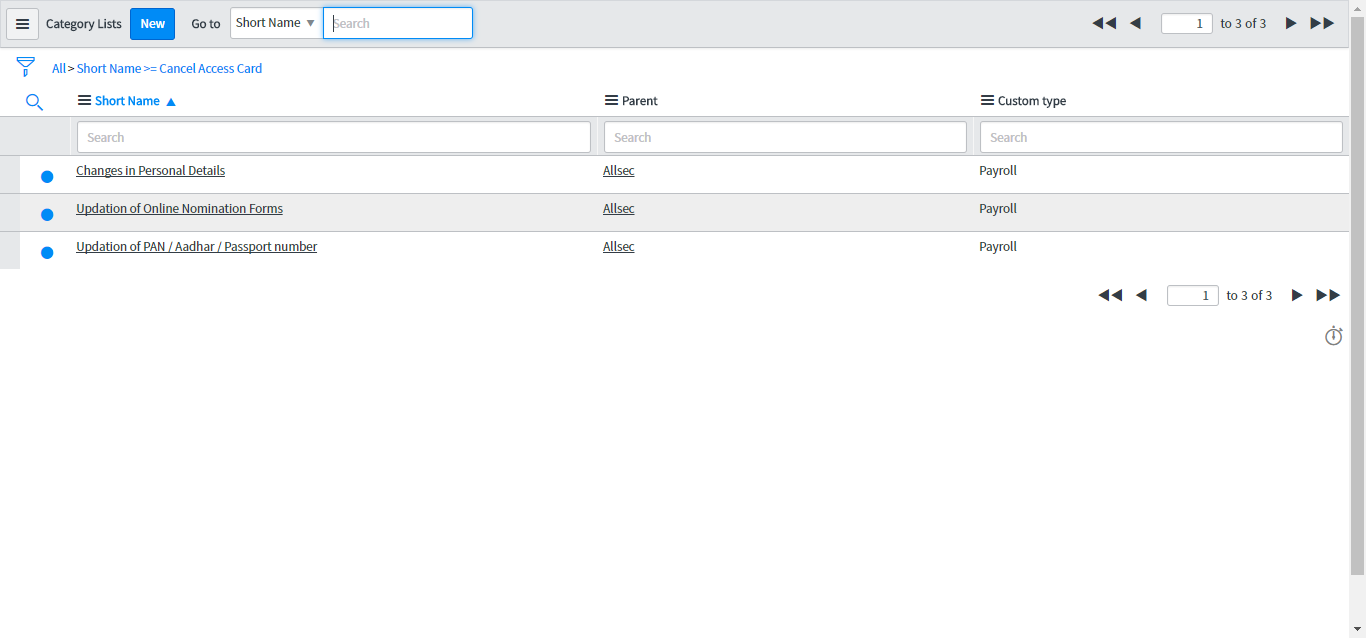 Category Lists New Go to Short Name Search 1 to 3 of 3
All > Short Name >= Cancel Access Card
Short Name Parent Custom type
Search Search Search
Changes in Personal Details Allsec Payroll
Updation of Online Nomination Forms Allsec Payroll
Updation of PAN / Aadhar / Passport number Allsec Payroll
1 to 3 of 3